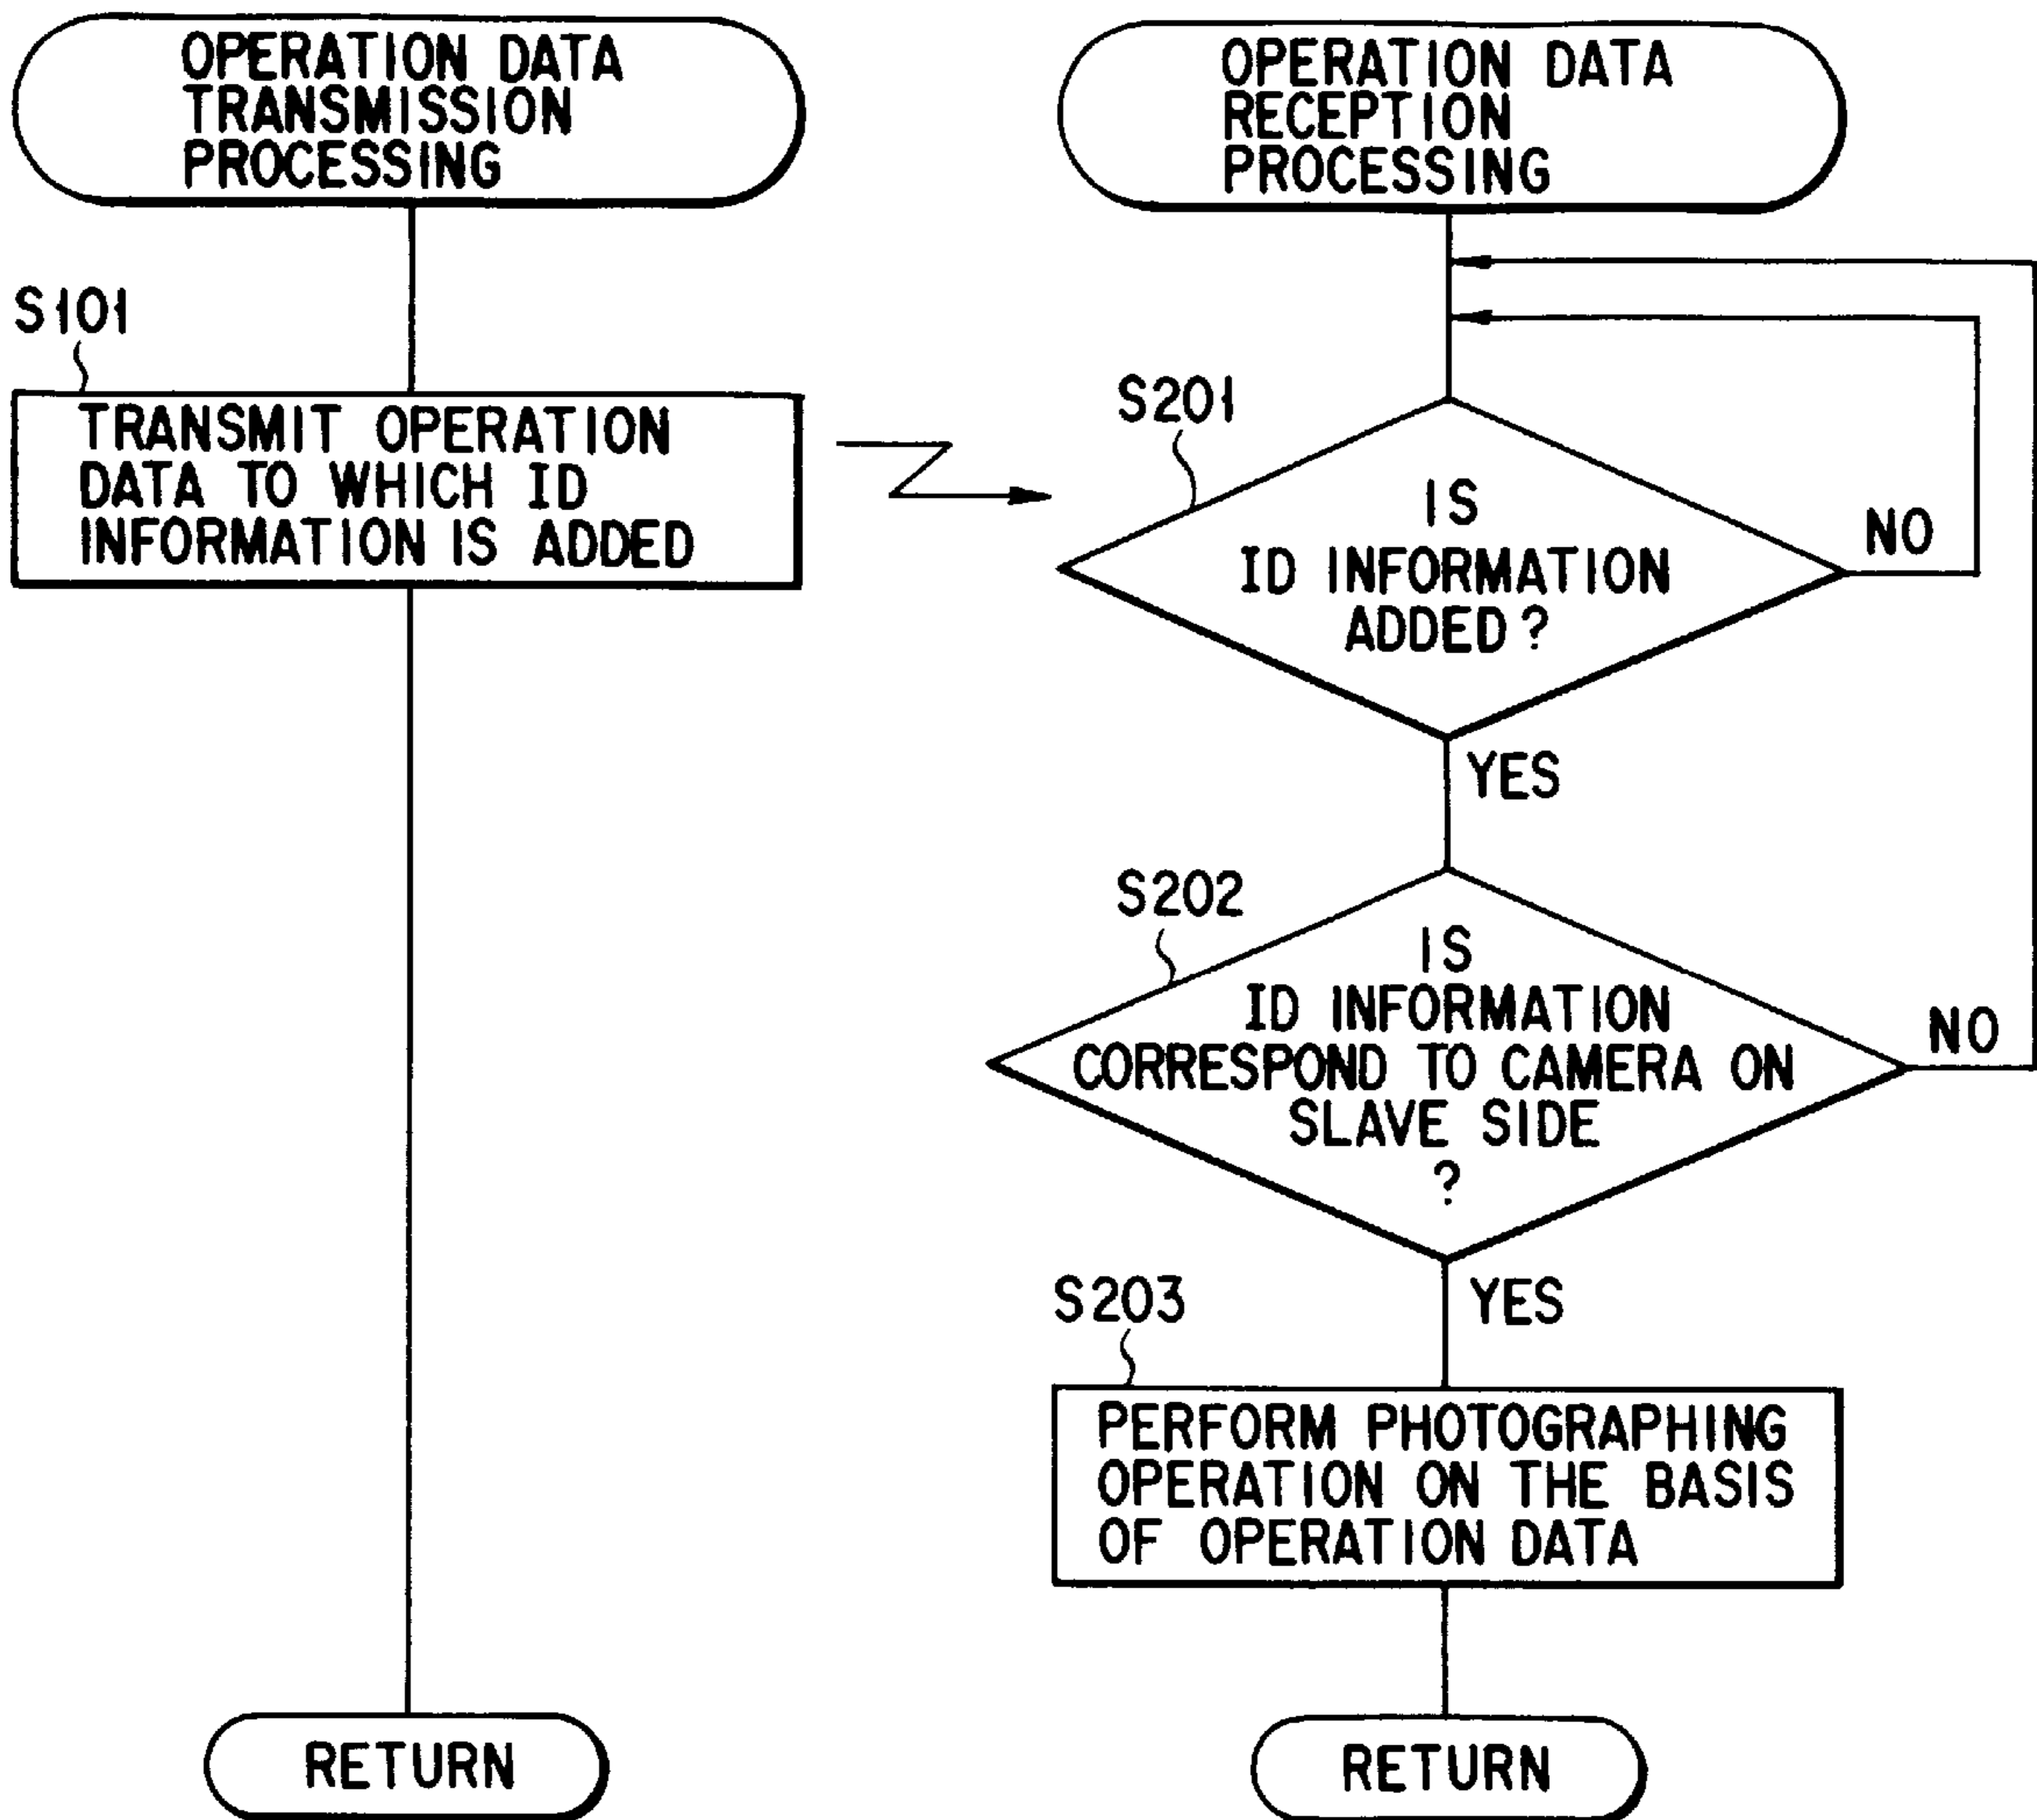 OPERATION DATA
TRANSMISSION
PROCESSING
S101
TRANSMIT OPERATION
DATA TO WHICH ID
INFORMATION IS ADDED
RETURN
OPERATION DATA
RECEPTION
PROCESSING
S201
IS
ID INFORMATION
ADDED?
NO
YES
S202
IS
ID INFORMATION
CORRESPOND TO CAMERA ON
SLAVE SIDE
?
NO
YES
S203
PERFORM PHOTOGRAPHING
OPERATION ON THE BASIS
OF OPERATION DATA
RETURN